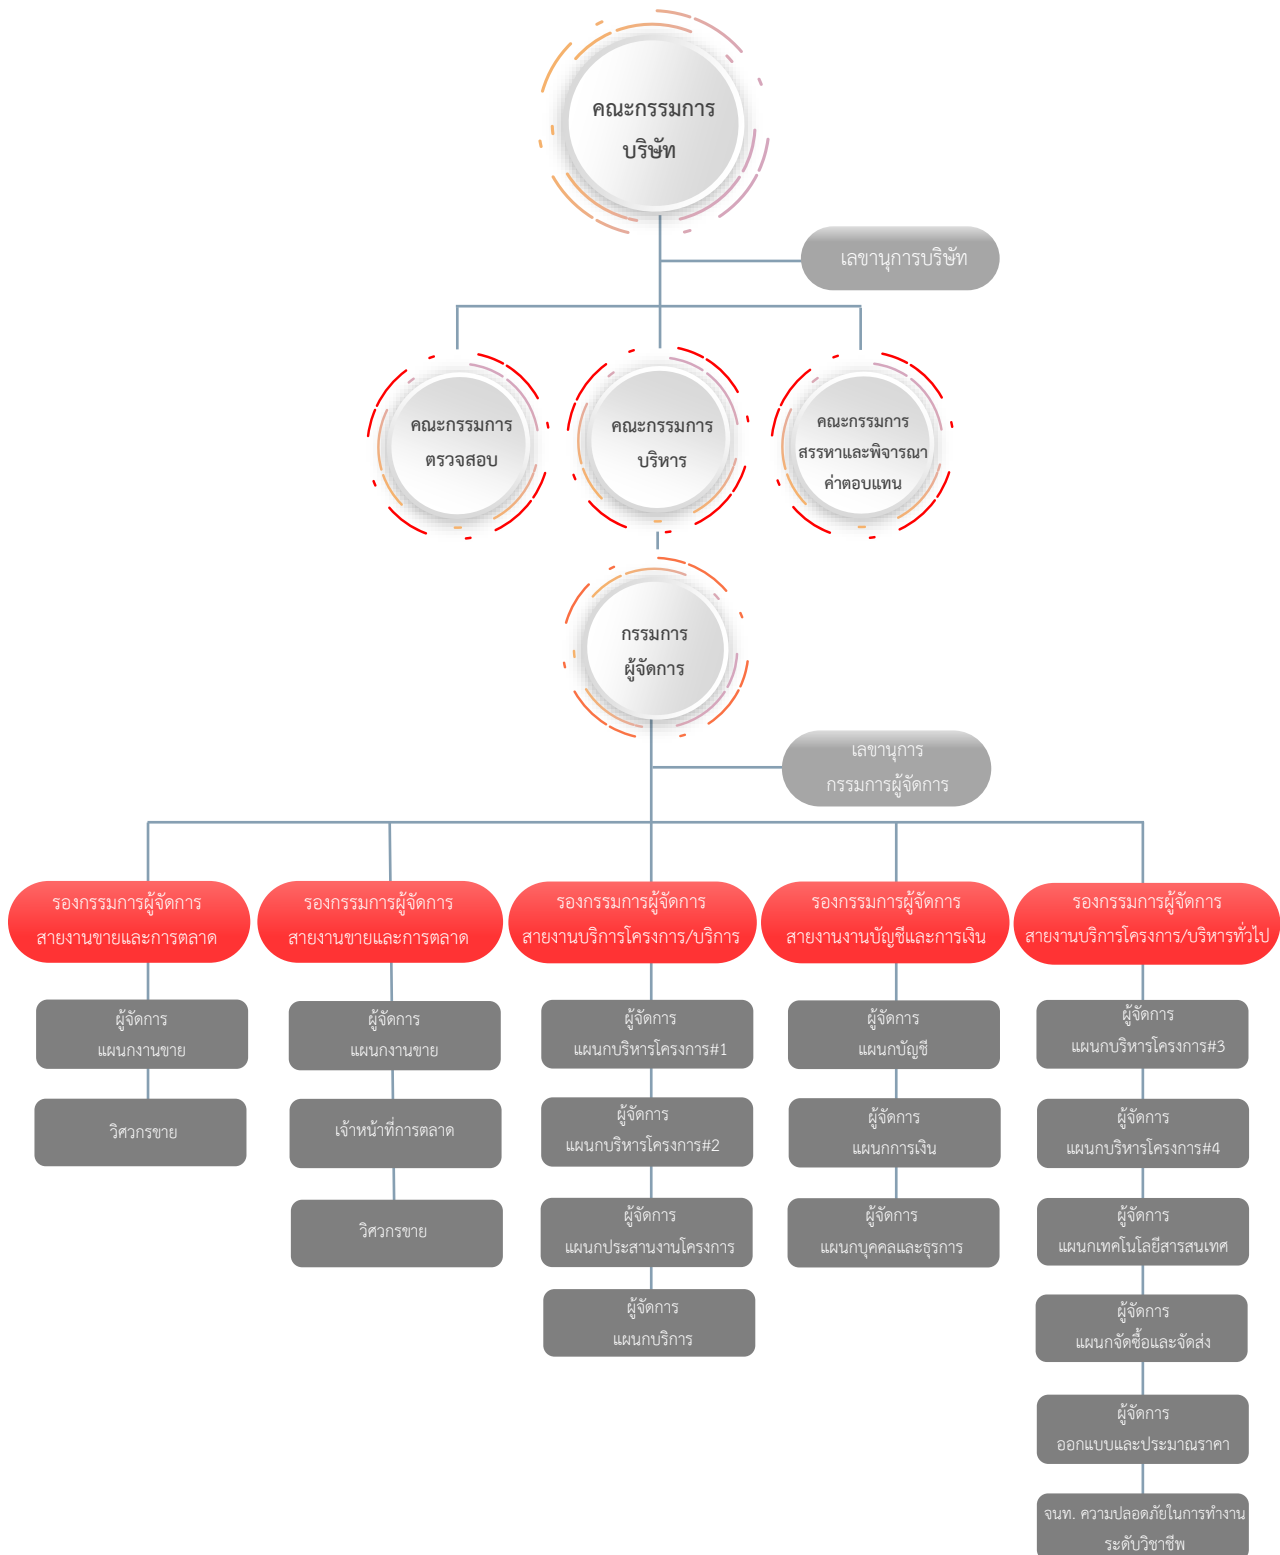 คณะกรรมการ
บริษัท
เลขานุการบริษัท
คณะกรรมการ
ตรวจสอบ
คณะกรรมการ
บริหาร
คณะกรรมการ
สรรหาและพิจารณา
ค่าตอบแทน
กรรมการ
ผู้จัดการ
เลขานุการ
กรรมการผู้จัดการ
รองกรรมการผู้จัดการ
สายงานขายและการตลาด
ผู้จัดการ
แผนกงานขาย
วิศวกรขาย
รองกรรมการผู้จัดการ
สายงานขายและการตลาด
ผู้จัดการ
แผนกงานขาย
เจ้าหน้าที่การตลาด
วิศวกรขาย
รองกรรมการผู้จัดการ
สายงานบริการโครงการ/บริการ
ผู้จัดการ
แผนกบริหารโครงการ#1
ผู้จัดการ
แผนกบริหารโครงการ#2
ผู้จัดการ
แผนกประสานงานโครงการ
ผู้จัดการ
แผนกบริการ
รองกรรมการผู้จัดการ
สายงานงานบัญชีและการเงิน
ผู้จัดการ
แผนกบัญชี
ผู้จัดการ
แผนกการเงิน
ผู้จัดการ
แผนกบุคคลและธุรการ
รองกรรมการผู้จัดการ
สายงานบริการโครงการ/บริหารทั่วไป
ผู้จัดการ
แผนกบริหารโครงการ#3
ผู้จัดการ
แผนกบริหารโครงการ#4
ผู้จัดการ
แผนกเทคโนโลยีสารสนเทศ
ผู้จัดการ
แผนกจัดซื้อและจัดส่ง
ผู้จัดการ
ออกแบบและประมาณราคา
จนท. ความปลอดภัยในการทำงาน
ระดับวิชาชีพ